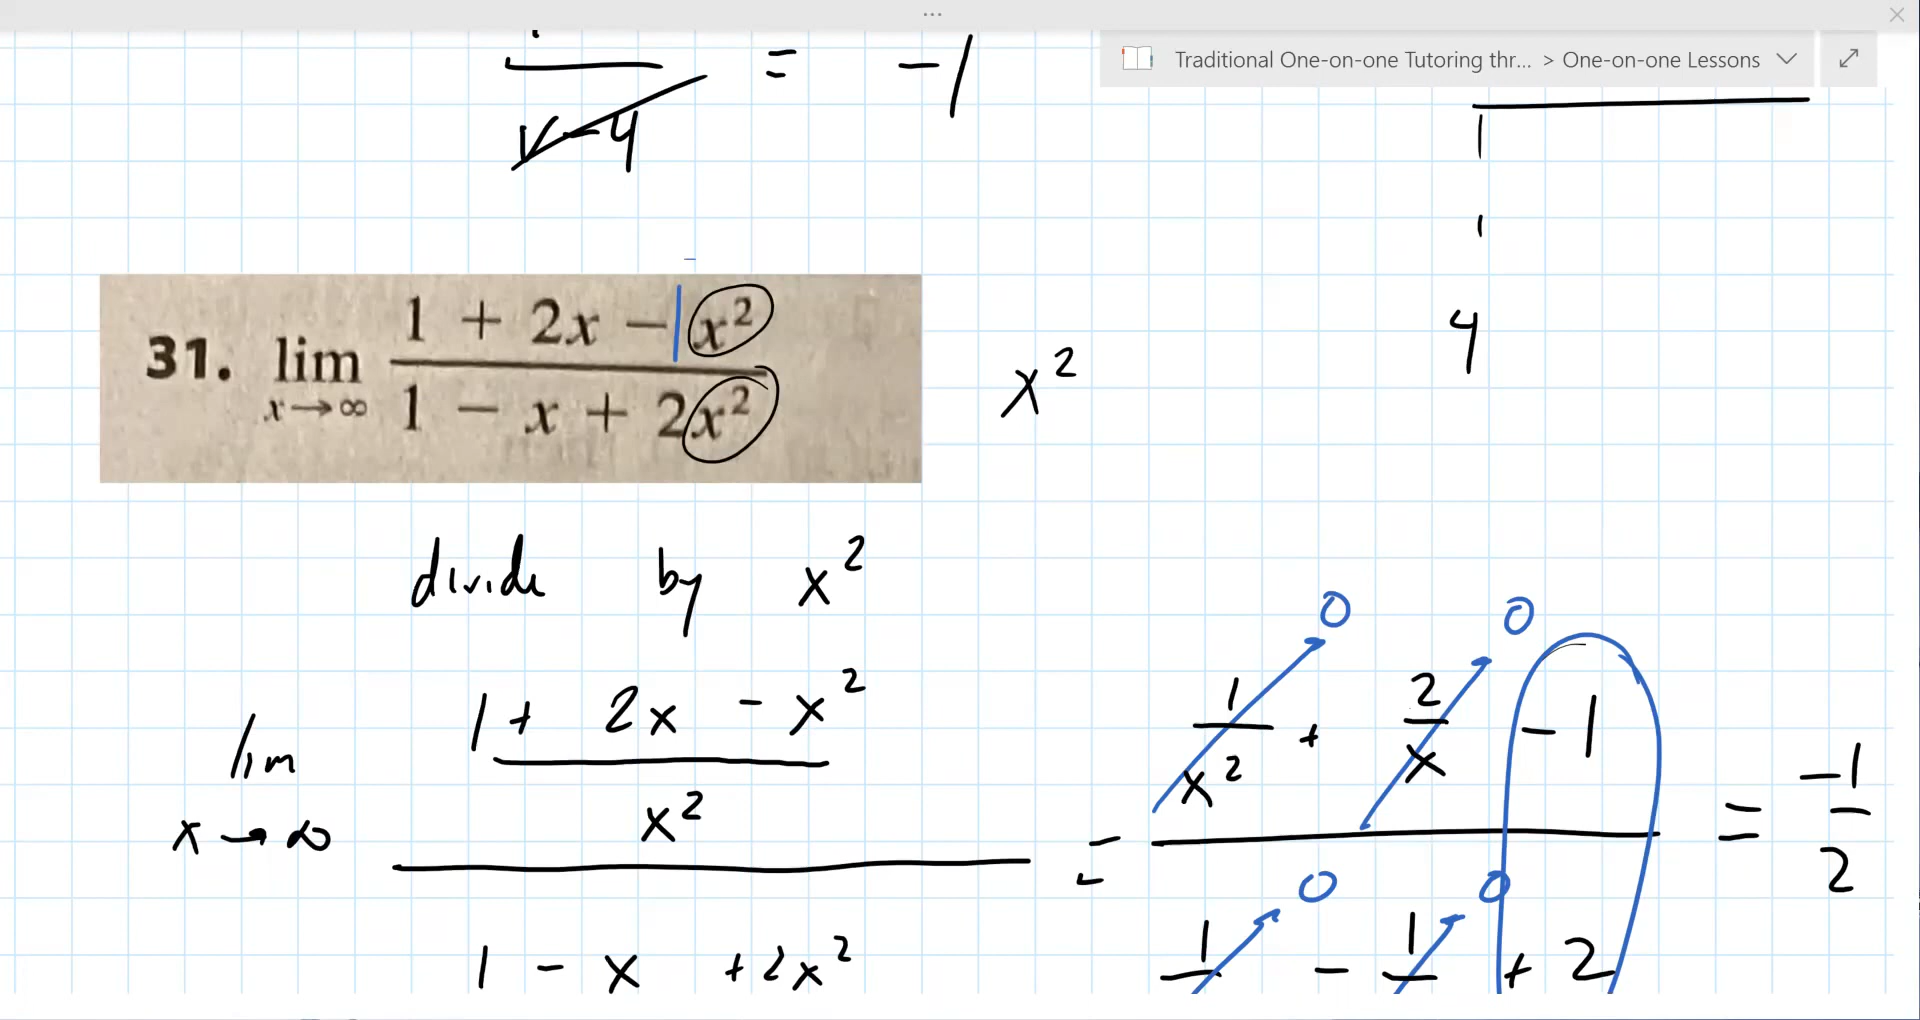 ...
Traditional One-on-one Tutoring thr... > One-on-one Lessons
= -1
x-4
4
31. lim x→∞ (1 + 2x - 1x²)/(1 - x + 2x²)
x²
divide by x²
lim x→∞
1 + 2x - x²
x²
1 - x + 2x²
=
0 0
1/x² + 2/x - 1
= -1/2
0 0
1 - 1 + 2